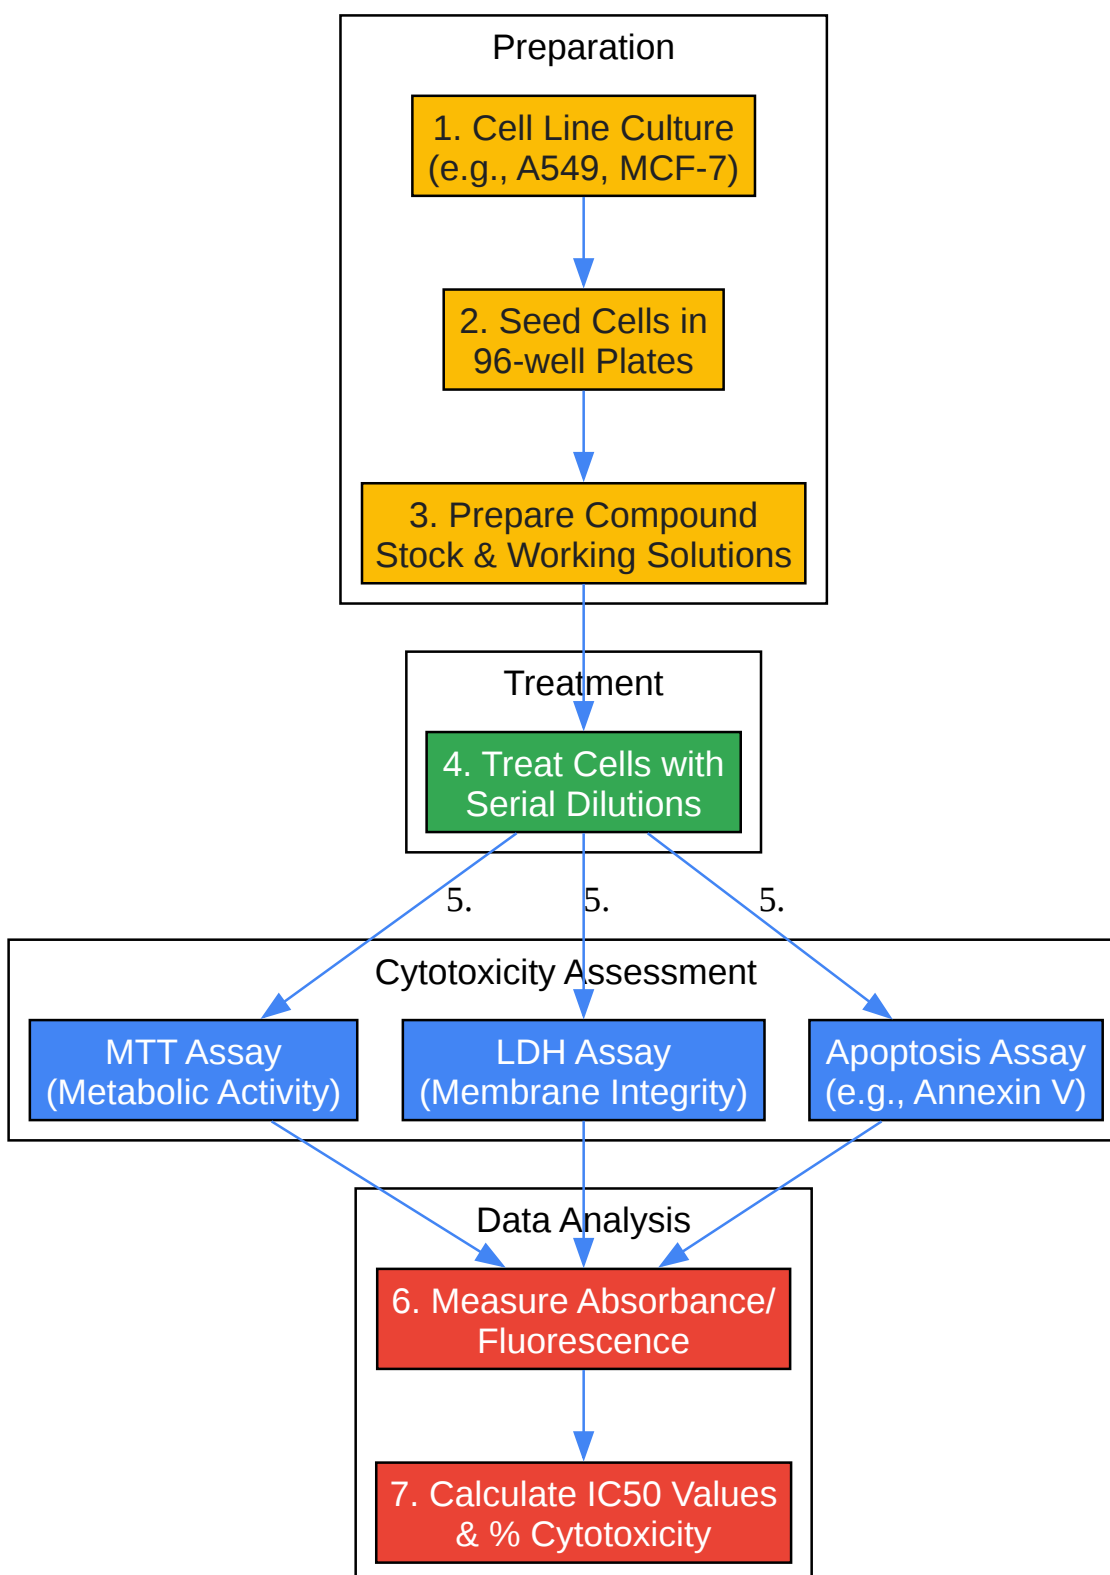 Preparation
1. Cell Line Culture
(e.g., A549, MCF-7)
2. Seed Cells in
96-well Plates
3. Prepare Compound
Stock & Working Solutions
Treatment
4. Treat Cells with
Serial Dilutions
5.
5.
5.
Cytotoxicity Assessment
MTT Assay
(Metabolic Activity)
LDH Assay
(Membrane Integrity)
Apoptosis Assay
(e.g., Annexin V)
Data Analysis
6. Measure Absorbance/
Fluorescence
7. Calculate IC50 Values
& % Cytotoxicity